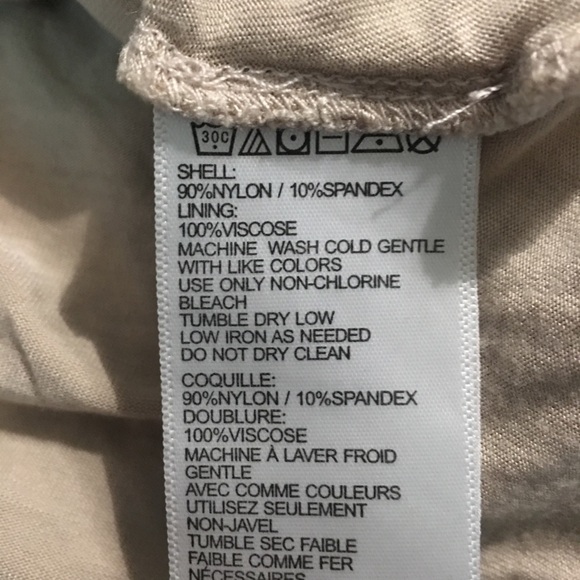 30C
SHELL:
90%NYLON / 10%SPANDEX
LINING:
100%VISCOSE
MACHINE WASH COLD GENTLE
WITH LIKE COLORS
USE ONLY NON-CHLORINE
BLEACH
TUMBLE DRY LOW
LOW IRON AS NEEDED
DO NOT DRY CLEAN
COQUILLE:
90%NYLON / 10%SPANDEX
DOUBLURE:
100%VISCOSE
MACHINE À LAVER FROID
GENTLE
AVEC COMME COULEURS
UTILISEZ SEULEMENT
NON-JAVEL
TUMBLE SEC FAIBLE
FAIBLE COMME FER
NÉCESSAIRES